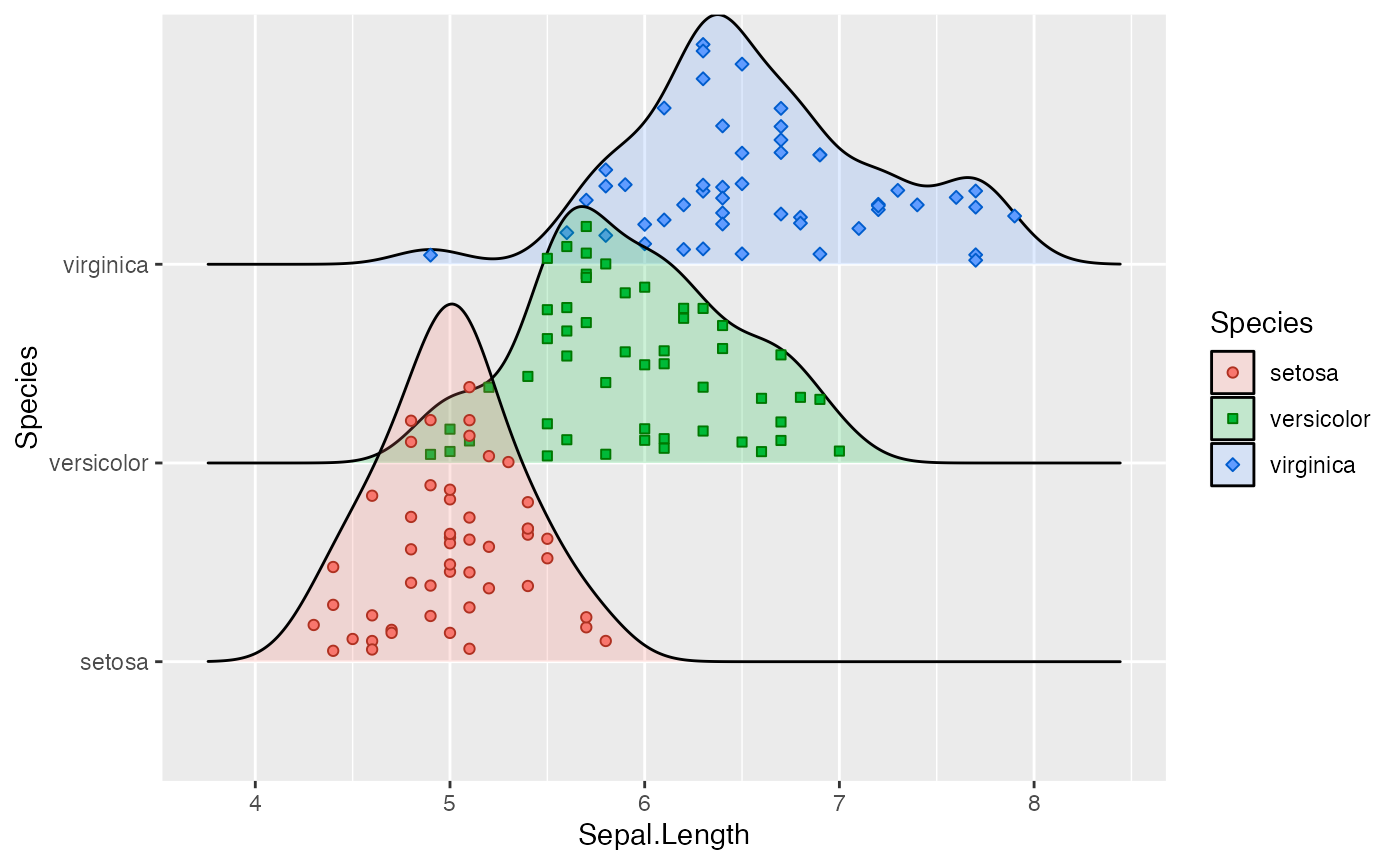 Species
virginica
versicolor
setosa
4 5 6 7 8
Sepal.Length
Species
setosa
versicolor
virginica